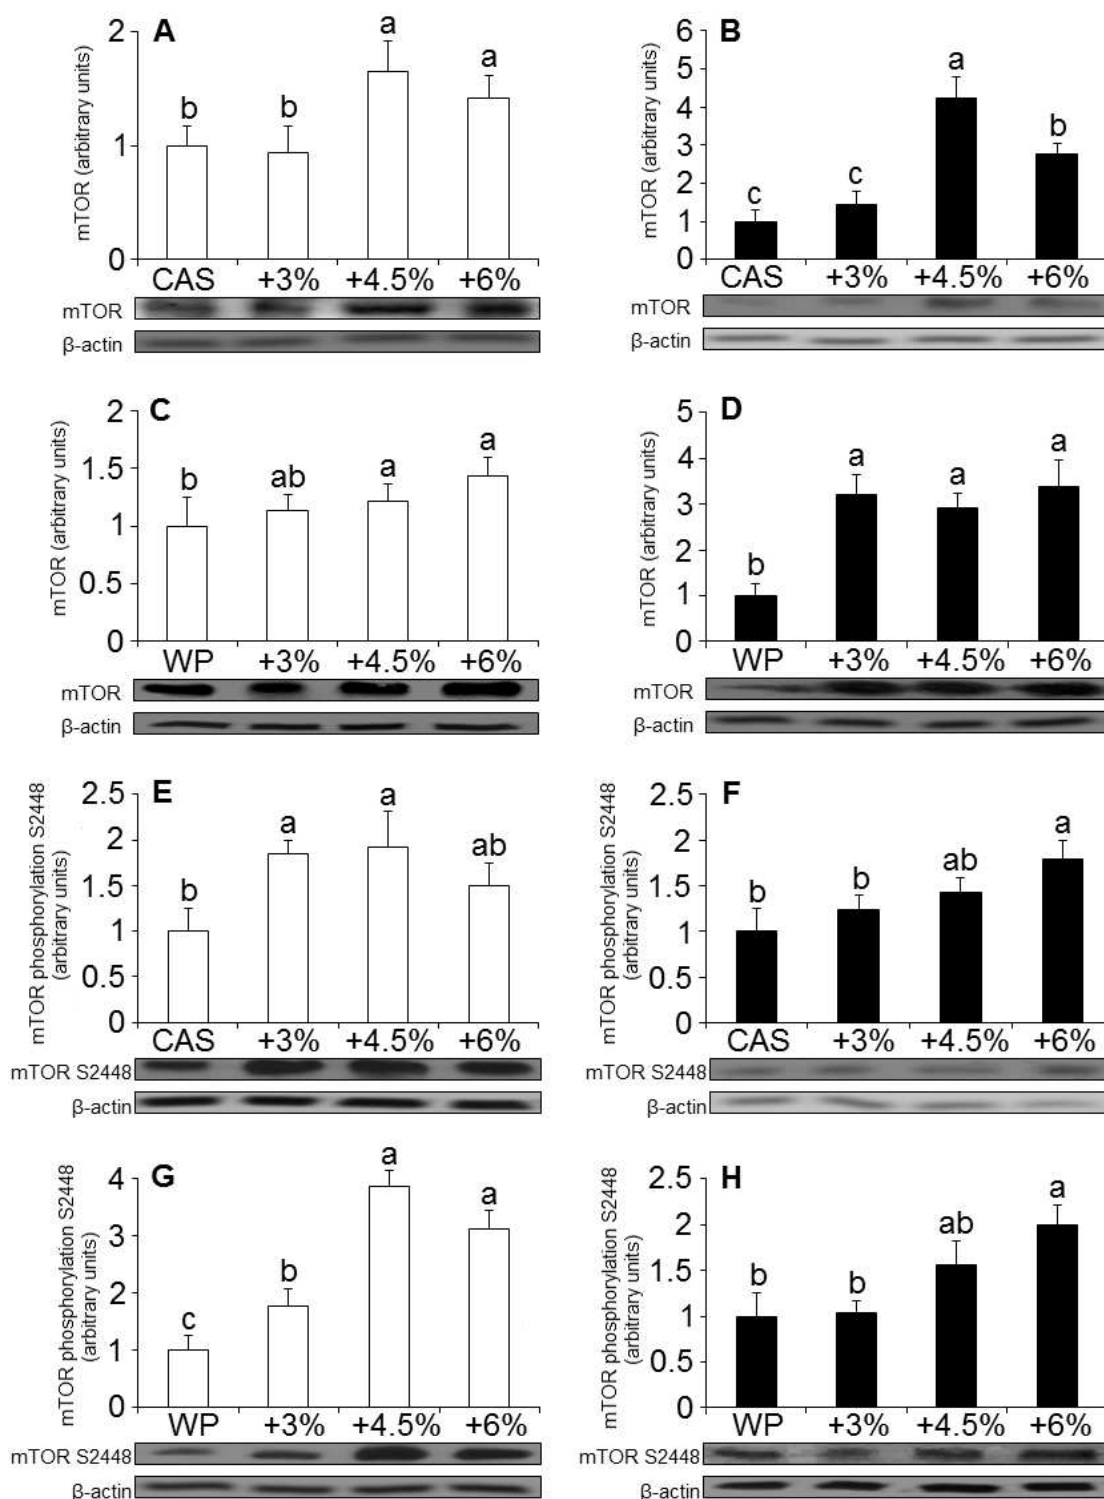 A
mTOR (arbitrary units)
2
1
0
b
b
a
a
CAS +3% +4.5% +6%
mTOR
β-actin
B
mTOR (arbitrary units)
6
5
4
3
2
1
0
c
c
a
b
CAS +3% +4.5% +6%
mTOR
β-actin
C
mTOR (arbitrary units)
2
1.5
1
0.5
0
b
ab
a
a
WP +3% +4.5% +6%
mTOR
β-actin
D
mTOR (arbitrary units)
5
4
3
2
1
0
b
a
a
a
WP +3% +4.5% +6%
mTOR
β-actin
E
mTOR phosphorylation S2448
(arbitrary units)
2.5
2
1.5
1
0.5
0
b
a
a
ab
CAS +3% +4.5% +6%
mTOR S2448
β-actin
F
mTOR phosphorylation S2448
(arbitrary units)
2.5
2
1.5
1
0.5
0
b
b
ab
a
CAS +3% +4.5% +6%
mTOR S2448
β-actin
G
mTOR phosphorylation S2448
(arbitrary units)
4
3
2
1
0
c
b
a
a
WP +3% +4.5% +6%
mTOR S2448
β-actin
H
mTOR phosphorylation S2448
(arbitrary units)
2.5
2
1.5
1
0.5
0
b
b
ab
a
WP +3% +4.5% +6%
mTOR S2448
β-actin